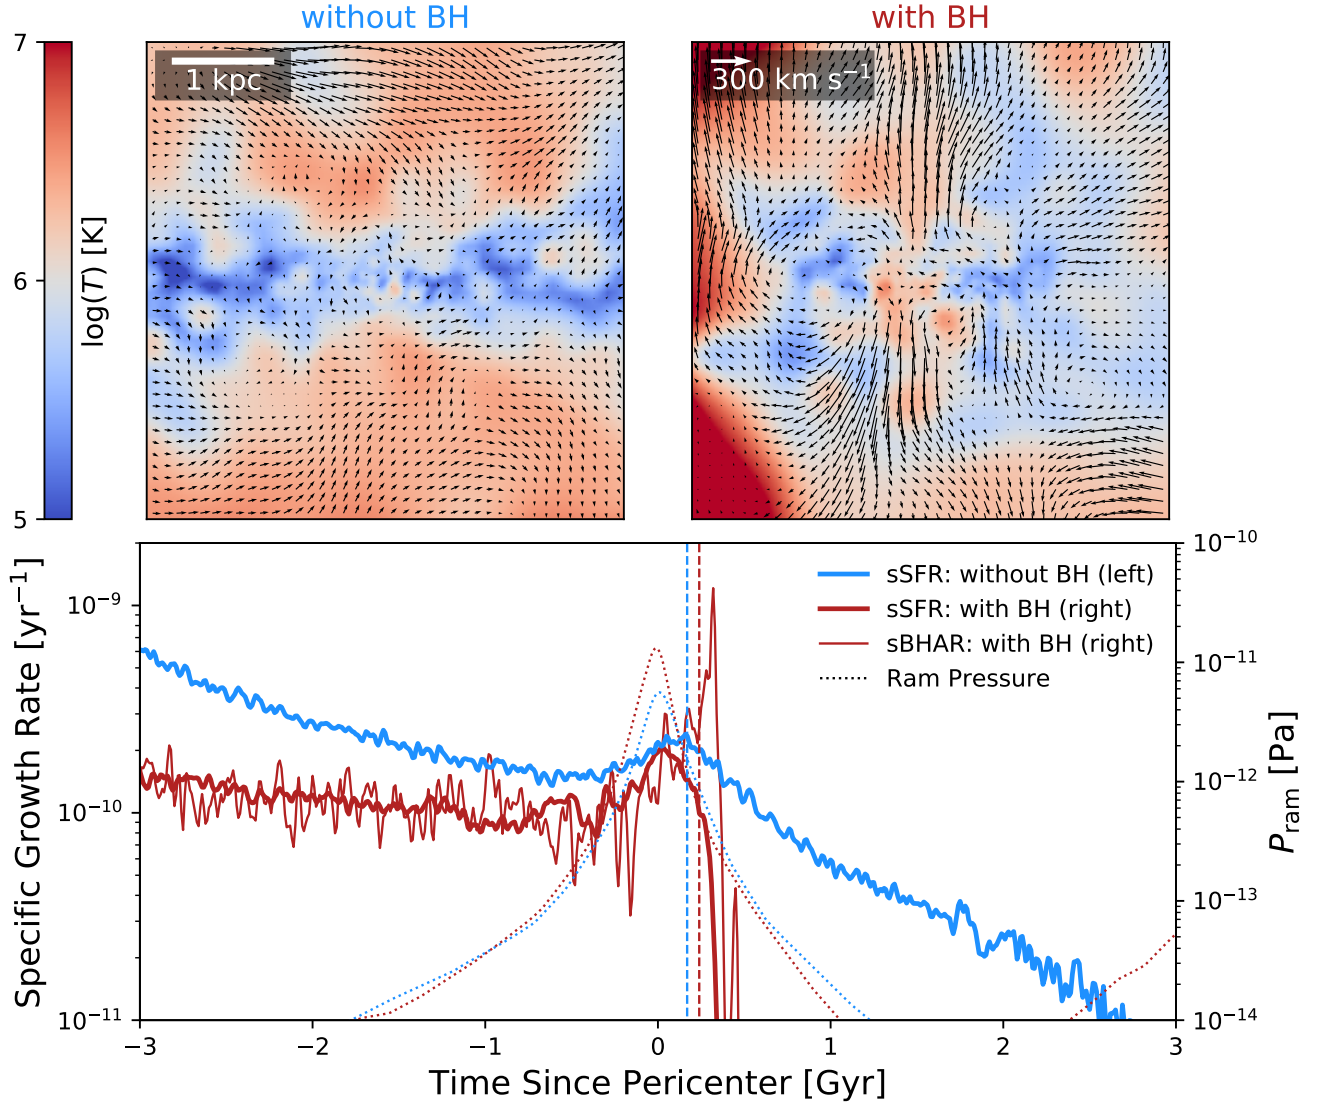 without BH
with BH
7
6
5
log(T) [K]
1 kpc
300 km s⁻¹
Specific Growth Rate [yr⁻¹]
10⁻⁹
10⁻¹⁰
10⁻¹¹
sSFR: without BH (left)
sSFR: with BH (right)
sBHAR: with BH (right)
Ram Pressure
10⁻¹⁰
10⁻¹¹
10⁻¹²
10⁻¹³
10⁻¹⁴
P_ram [Pa]
−3 −2 −1 0 1 2 3
Time Since Pericenter [Gyr]